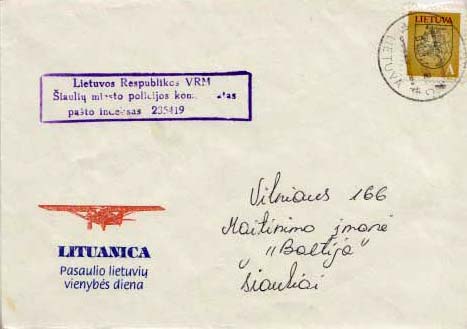 LIETUVA
A
Lietuvos Respublikos VRM
Šiaulių miesto policijos
pašto indeksas 235419
LITUANICA
Pasaulio lietuvių
vienybės diena
Vilniaus 166
Maitinimo įmonė
"Baltija"
Šiauliai